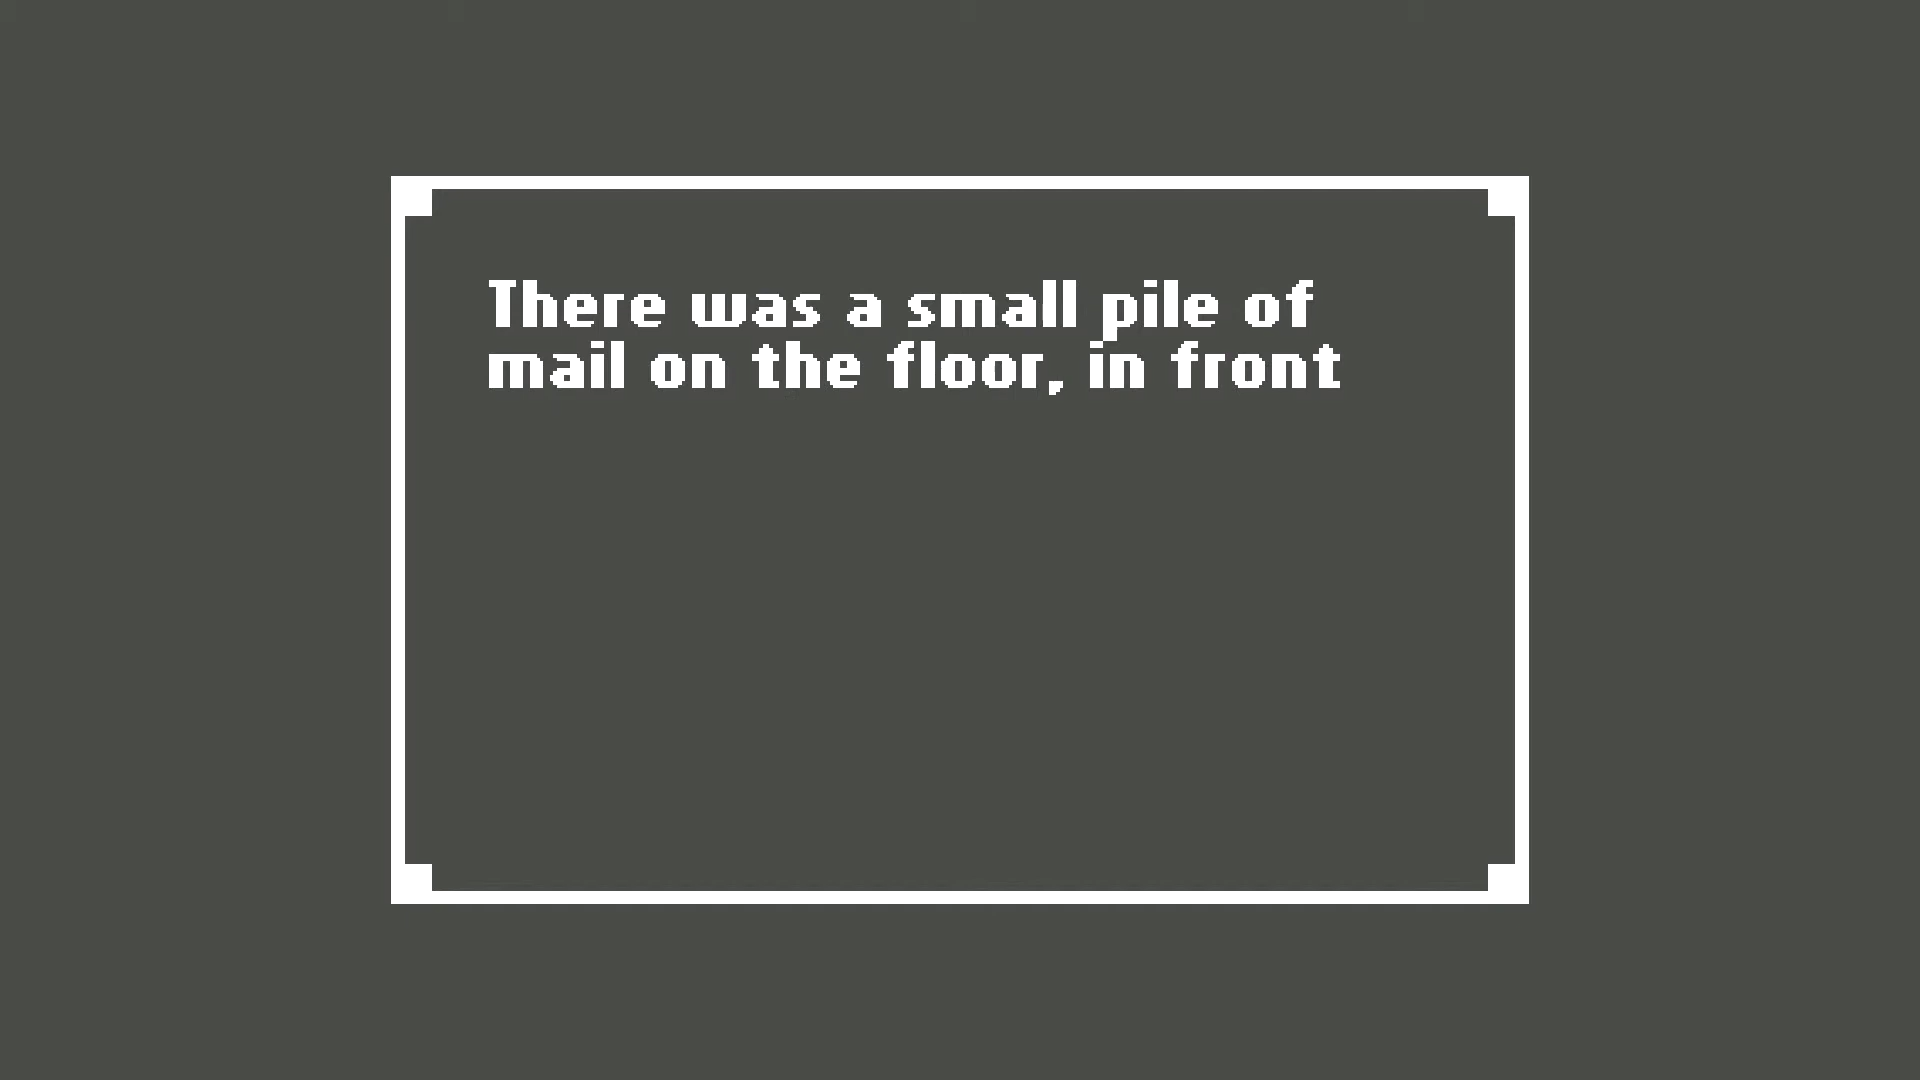 There was a small pile of
mail on the floor, in front